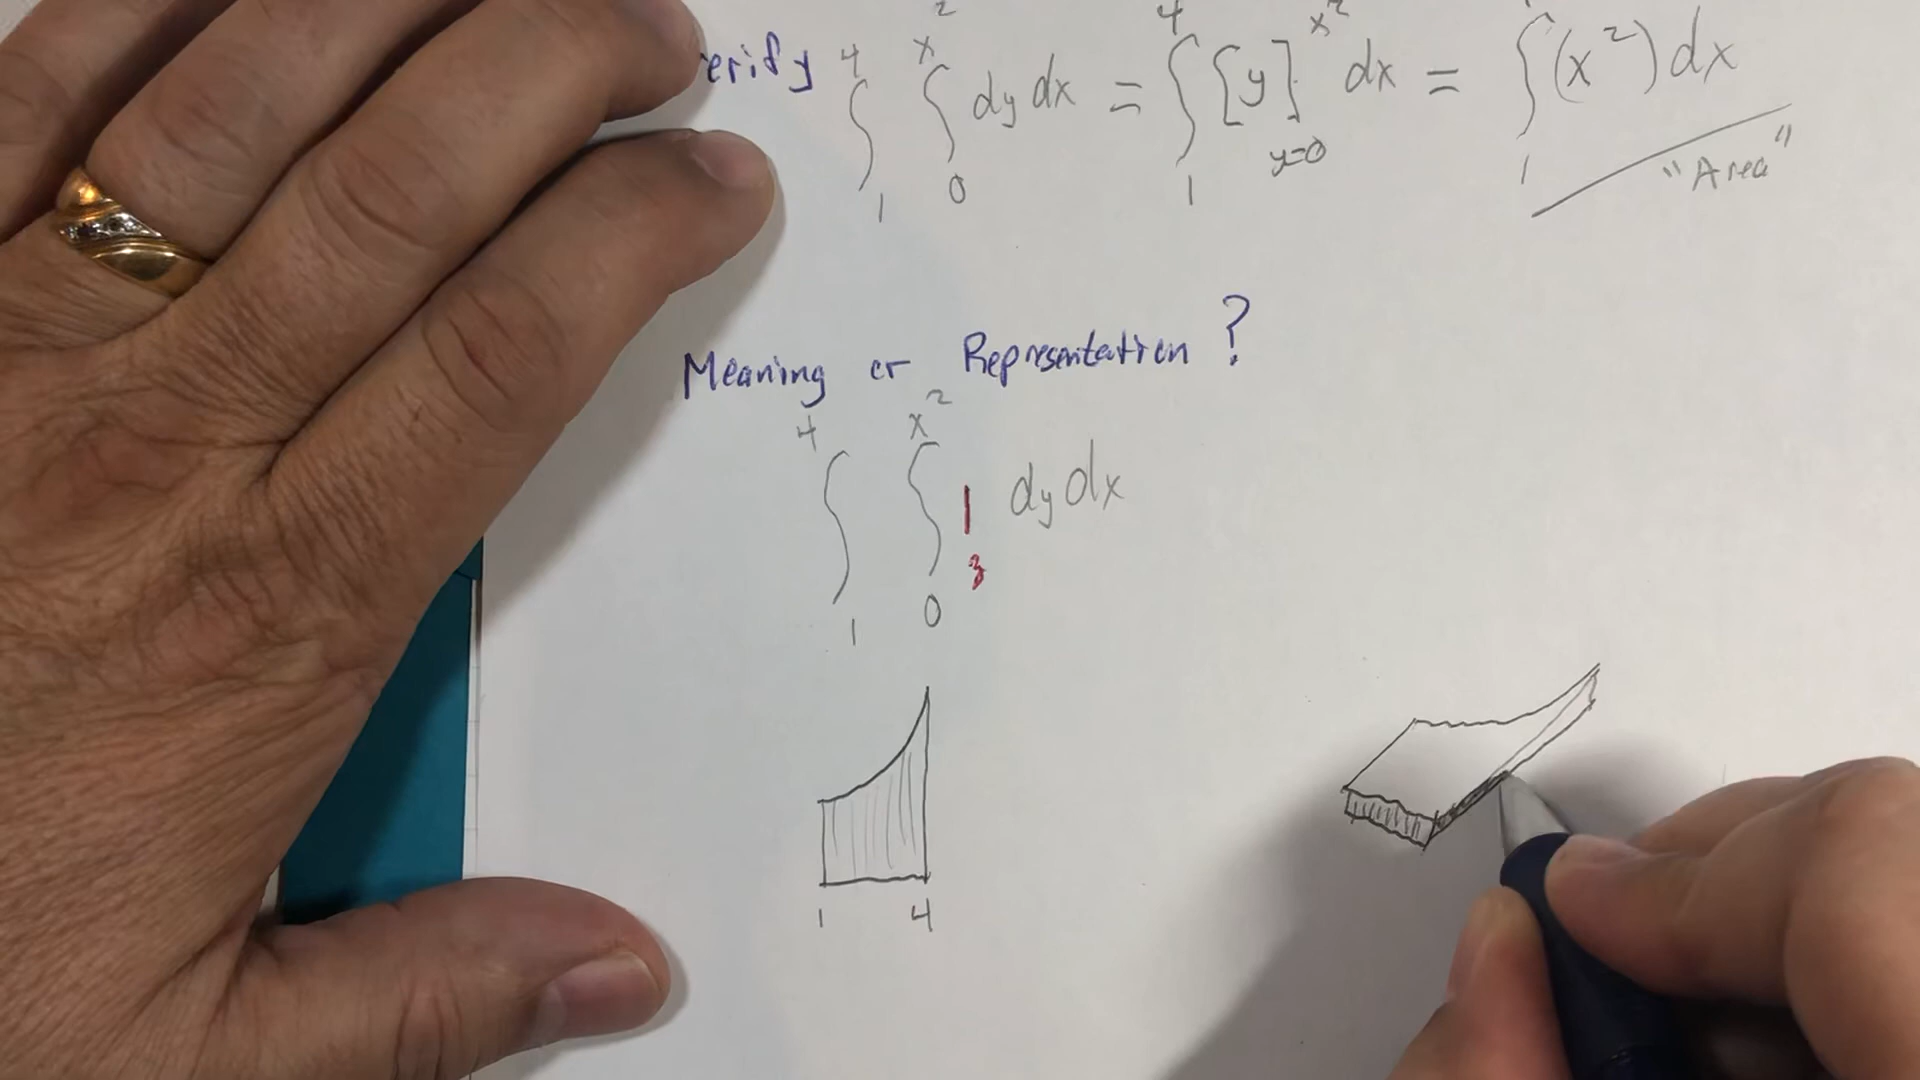 erify ∫₁⁴ ∫₀^x² dy dx = ∫₁⁴ [y]_y=0^x² dx = ∫₁ (x²) dx
"Area"
Meaning or Representation?
∫₁⁴ ∫₀^x² 1 dy dx
z
1 4